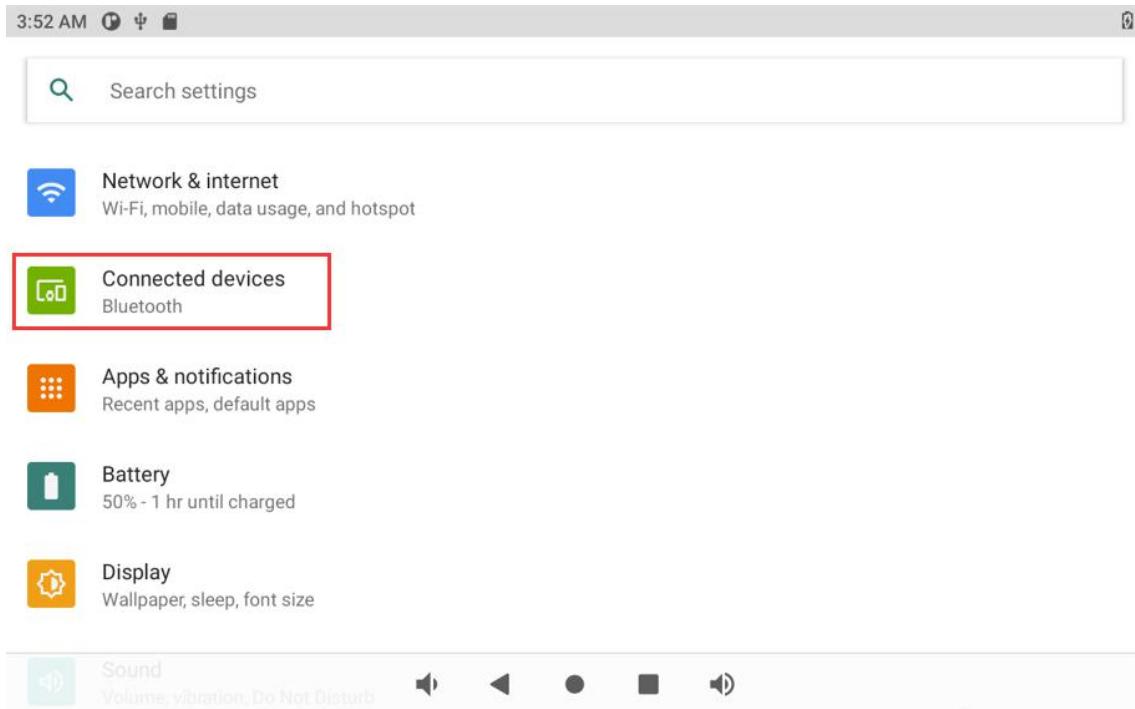 3:52 AM
Search settings
Network & internet
Wi-Fi, mobile, data usage, and hotspot
Connected devices
Bluetooth
Apps & notifications
Recent apps, default apps
Battery
50% - 1 hr until charged
Display
Wallpaper, sleep, font size
Sound
Volume, vibration, Do Not Disturb